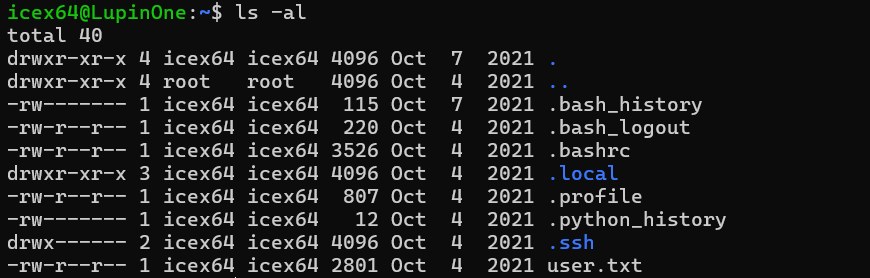 icex64@LupinOne:~$ ls -al
total 40
drwxr-xr-x 4 icex64 icex64 4096 Oct  7  2021 .
drwxr-xr-x 4 root   root   4096 Oct  4  2021 ..
-rw------- 1 icex64 icex64  115 Oct  7  2021 .bash_history
-rw-r--r-- 1 icex64 icex64  220 Oct  4  2021 .bash_logout
-rw-r--r-- 1 icex64 icex64 3526 Oct  4  2021 .bashrc
drwxr-xr-x 3 icex64 icex64 4096 Oct  4  2021 .local
-rw-r--r-- 1 icex64 icex64  807 Oct  4  2021 .profile
-rw------- 1 icex64 icex64   12 Oct  4  2021 .python_history
drwx------ 2 icex64 icex64 4096 Oct  4  2021 .ssh
-rw-r--r-- 1 icex64 icex64 2801 Oct  4  2021 user.txt